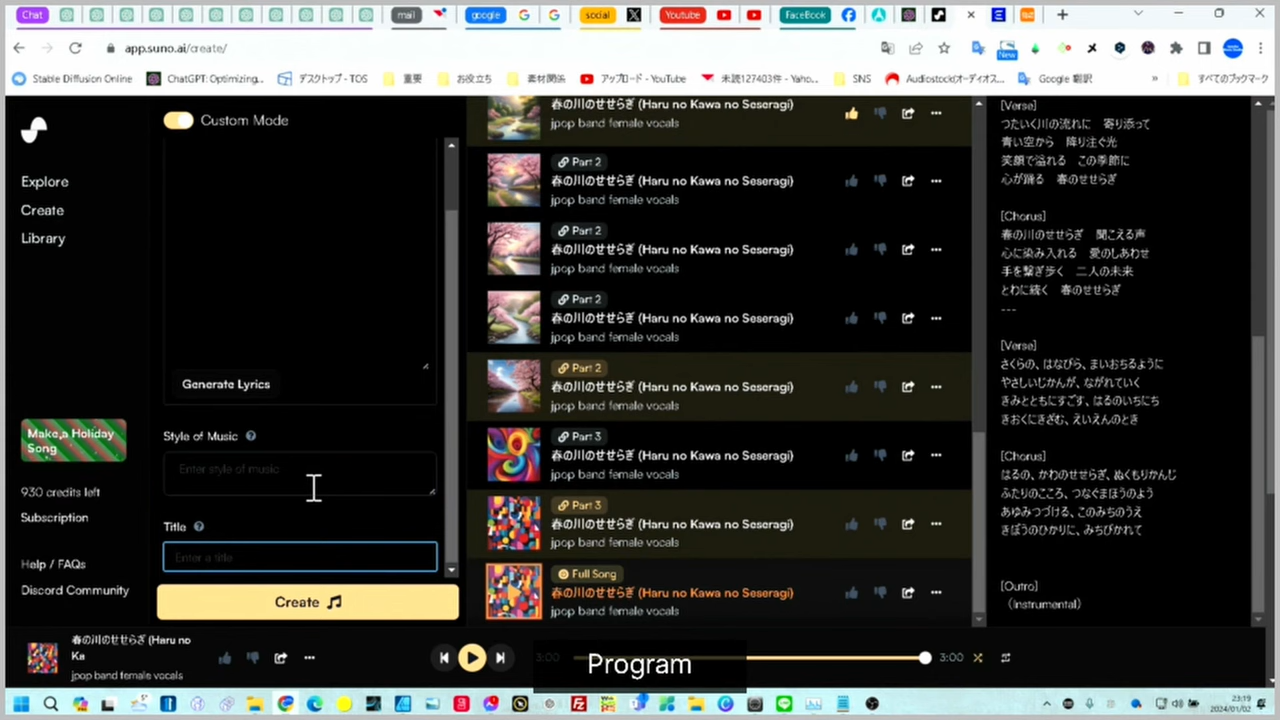 Chat
mail
google
social
Youtube
FaceBook
app.suno.ai/create/
New
Stable Diffusion Online
ChatGPT: Optimizing...
デスクトップ - TOS
重要
お役立ち
素材関係
アップロード - YouTube
未読127403件 - Yaho...
SNS
Audiostock(オーディオス...
Google 翻訳
»
すべてのブックマーク
Explore
Create
Library
Make a Holiday
Song
930 credits left
Subscription
Help / FAQs
Discord Community
Custom Mode
Generate Lyrics
Style of Music
Enter style of music
Title
Enter a title
Create
春の川のせせらぎ (Haru no Kawa no Seseragi)
jpop band female vocals
Part 2
春の川のせせらぎ (Haru no Kawa no Seseragi)
jpop band female vocals
Part 2
春の川のせせらぎ (Haru no Kawa no Seseragi)
jpop band female vocals
Part 2
春の川のせせらぎ (Haru no Kawa no Seseragi)
jpop band female vocals
Part 2
春の川のせせらぎ (Haru no Kawa no Seseragi)
jpop band female vocals
Part 3
春の川のせせらぎ (Haru no Kawa no Seseragi)
jpop band female vocals
Part 3
春の川のせせらぎ (Haru no Kawa no Seseragi)
jpop band female vocals
Full Song
春の川のせせらぎ (Haru no Kawa no Seseragi)
jpop band female vocals
[Verse]
つたいく川の流れに　寄り添って
青い空から　降り注ぐ光
笑顔で溢れる　この季節に
心が踊る　春のせせらぎ
[Chorus]
春の川のせせらぎ　聞こえる声
心に染み入れる　愛のしあわせ
手を繋ぎ歩く　二人の未来
とわに続く　春のせせらぎ
---
[Verse]
さくらの、はなびら、まいおちるように
やさしいじかんが、ながれていく
きみとともにすごす、はるのいちにち
きおくにきざむ、えいえんのとき
[Chorus]
はるの、かわのせせらぎ、ぬくもりかんじ
ふたりのこころ、つなぐまほうのよう
あゆみつづける、このみちのうえ
きぼうのひかりに、みちびかれて
[Outro]
（Instrumental）
春の川のせせらぎ (Haru no
Ka
jpop band female vocals
3:00
3:00
Program
23:19
2024/01/02